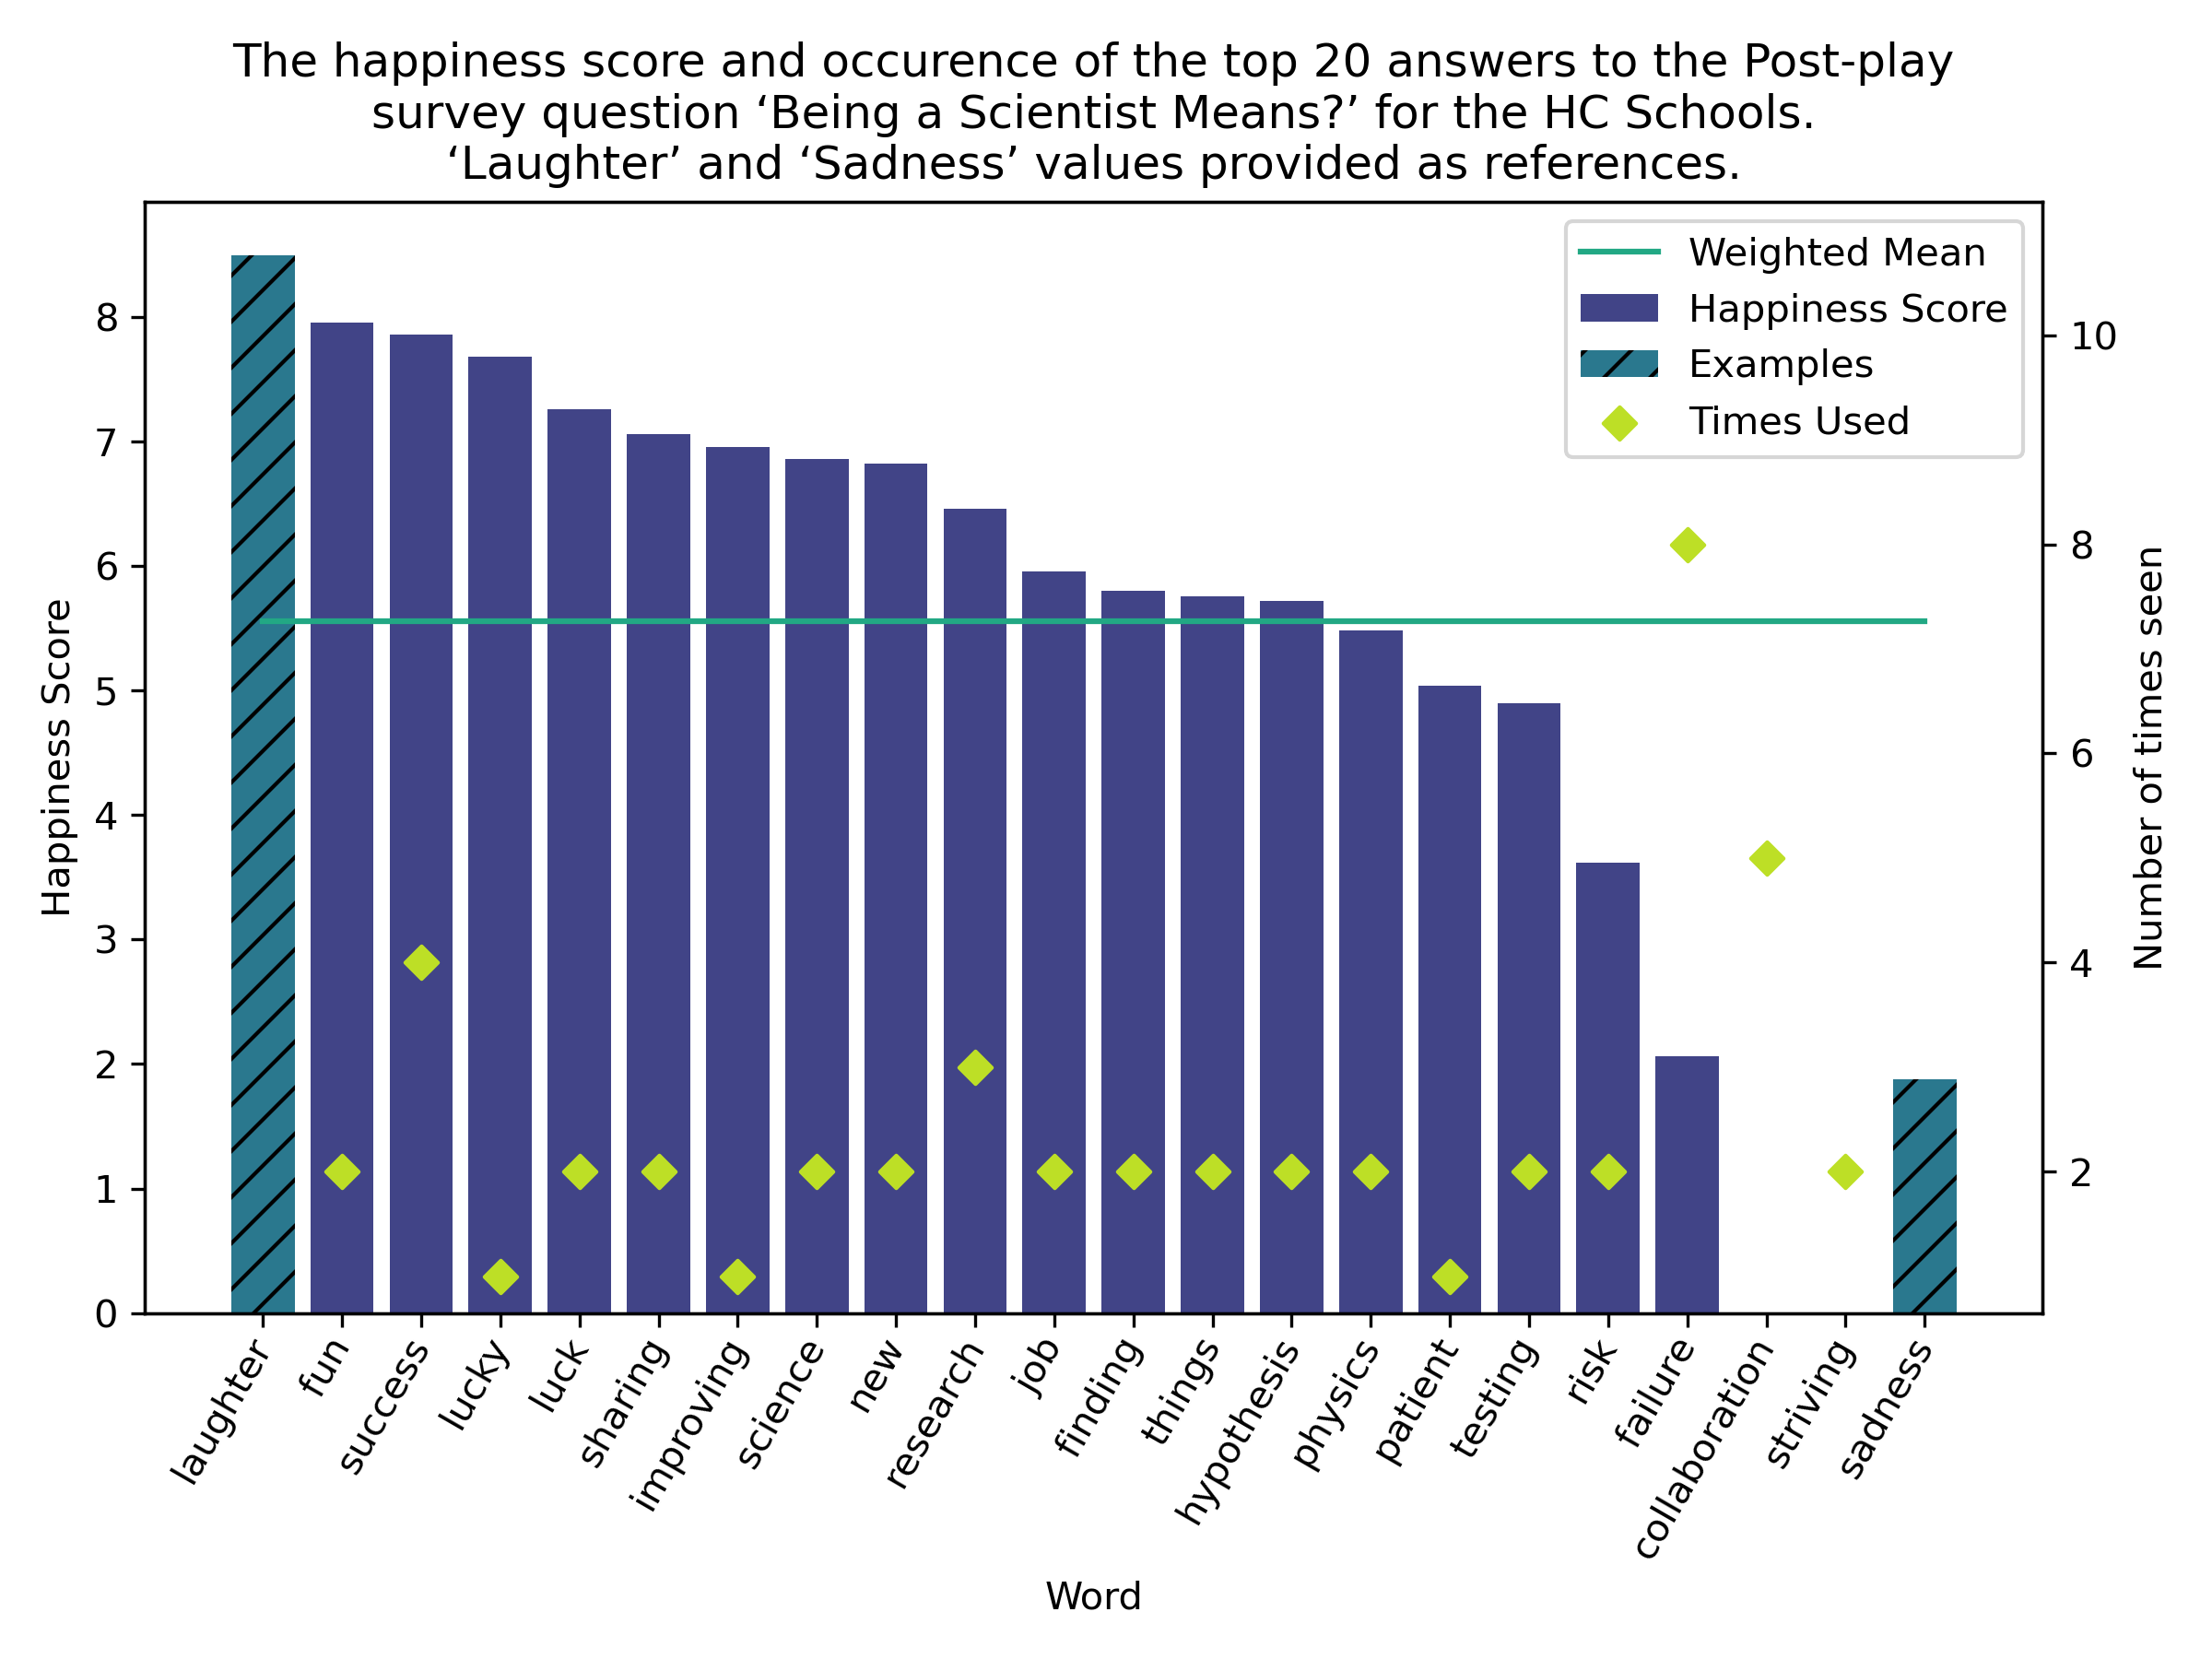 The happiness score and occurence of the top 20 answers to the Post-play
survey question ‘Being a Scientist Means?’ for the HC Schools.
‘Laughter’ and ‘Sadness’ values provided as references.
Weighted Mean
Happiness Score
Examples
Times Used
Happiness Score
8
7
6
5
4
3
2
1
0
10
8
6
4
2
Number of times seen
laughter
fun
success
lucky
luck
sharing
improving
science
new
research
job
finding
things
hypothesis
physics
patient
testing
risk
failure
collaboration
striving
sadness
Word